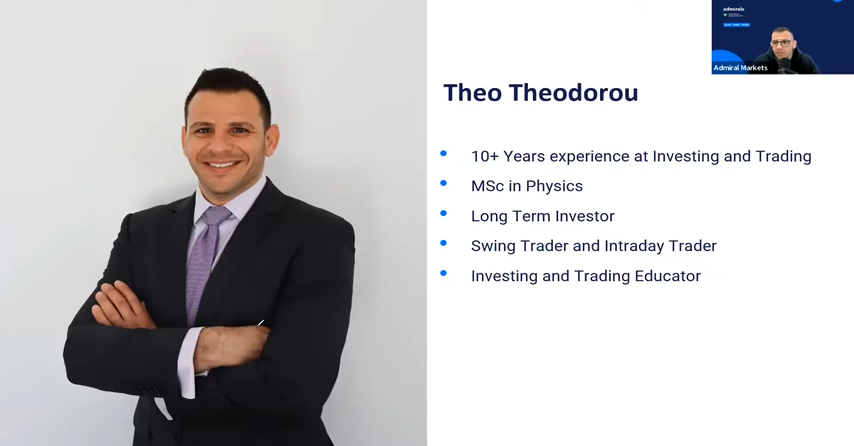 admirals
Admiral Markets
Theo Theodorou
10+ Years experience at Investing and Trading
MSc in Physics
Long Term Investor
Swing Trader and Intraday Trader
Investing and Trading Educator